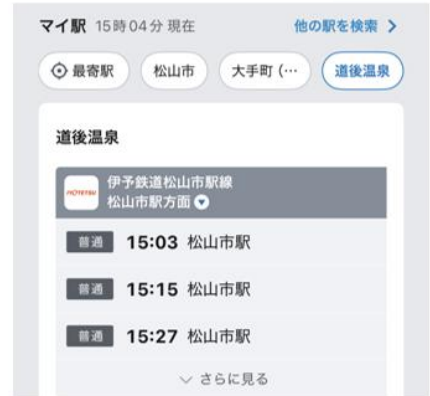 マイ駅 15時04分 現在 他の駅を検索
最寄駅 松山市 大手町 (… 道後温泉
道後温泉
IYOTETSU 伊予鉄道松山市駅線
松山市駅方面
普通 15:03 松山市駅
普通 15:15 松山市駅
普通 15:27 松山市駅
さらに見る